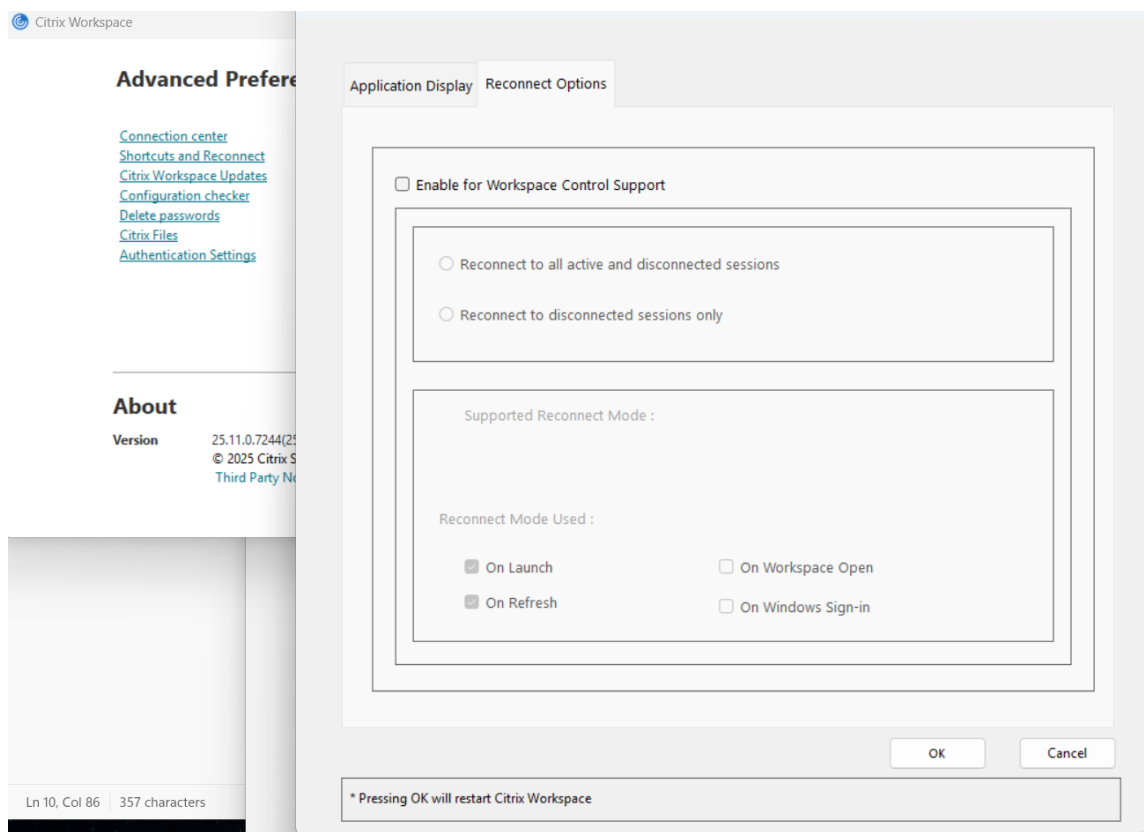 Citrix Workspace
Advanced Prefere
Connection center
Shortcuts and Reconnect
Citrix Workspace Updates
Configuration checker
Delete passwords
Citrix Files
Authentication Settings
About
Version 25.11.0.7244(25
© 2025 Citrix S
Third Party No
Ln 10, Col 86 357 characters
Application Display Reconnect Options
Enable for Workspace Control Support
Reconnect to all active and disconnected sessions
Reconnect to disconnected sessions only
Supported Reconnect Mode :
Reconnect Mode Used :
On Launch On Workspace Open
On Refresh On Windows Sign-in
OK Cancel
* Pressing OK will restart Citrix Workspace